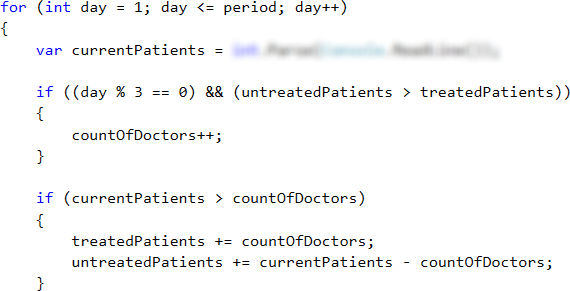 for (int day = 1; day <= period; day++)
{
var currentPatients =
if ((day % 3 == 0) && (untreatedPatients > treatedPatients))
{
countOfDoctors++;
}
if (currentPatients > countOfDoctors)
{
treatedPatients += countOfDoctors;
untreatedPatients += currentPatients - countOfDoctors;
}